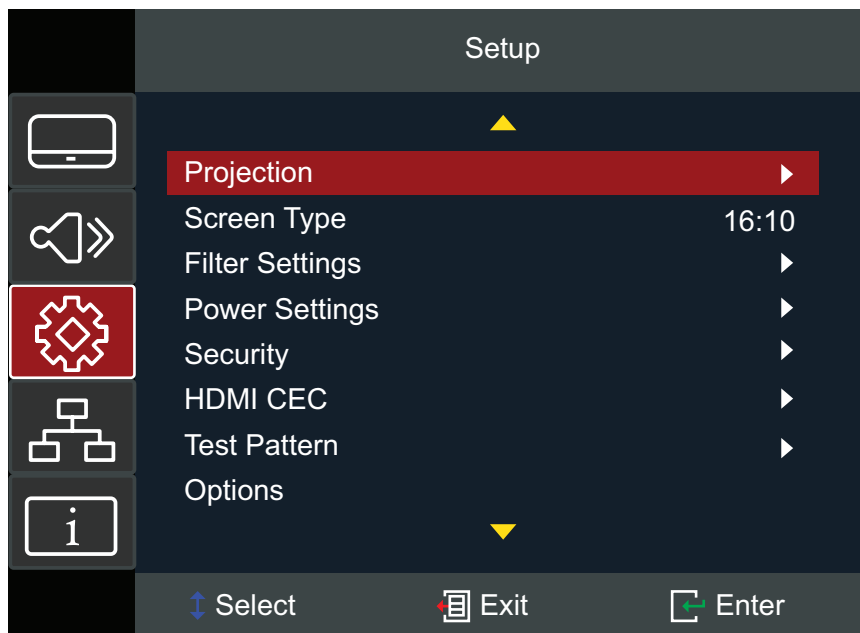 Setup
Projection
Screen Type 16:10
Filter Settings
Power Settings
Security
HDMI CEC
Test Pattern
Options
i
Select Exit Enter